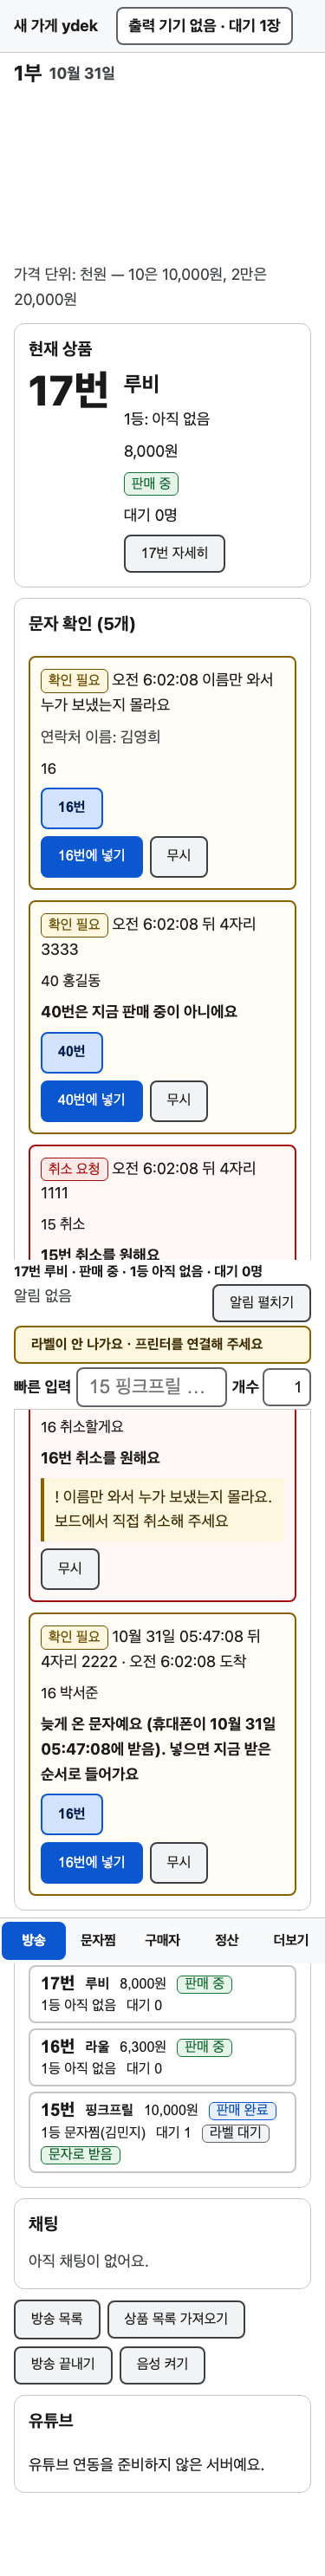 새 가게 ydek
출력 기기 없음 · 대기 1장
1부 10월 31일
가격 단위: 천원 — 10은 10,000원, 2만은
20,000원
현재 상품
17번
루비
1등: 아직 없음
8,000원
판매 중
대기 0명
17번 자세히
문자 확인 (5개)
확인 필요 오전 6:02:08 이름만 와서
누가 보냈는지 몰라요
연락처 이름: 김영희
16
16번
16번에 넣기 무시
확인 필요 오전 6:02:08 뒤 4자리
3333
40 홍길동
40번은 지금 판매 중이 아니에요
40번
40번에 넣기 무시
취소 요청 오전 6:02:08 뒤 4자리
1111
15 취소
15번 취소를 원해요
17번 루비 · 판매 중 · 1등 아직 없음 · 대기 0명
알림 없음 알림 펼치기
라벨이 안 나가요 · 프린터를 연결해 주세요
빠른 입력 15 핑크프릴 … 개수 1
16 취소할게요
16번 취소를 원해요
! 이름만 와서 누가 보냈는지 몰라요.
보드에서 직접 취소해 주세요
무시
확인 필요 10월 31일 05:47:08 뒤
4자리 2222 · 오전 6:02:08 도착
16 박서준
늦게 온 문자예요 (휴대폰이 10월 31일
05:47:08에 받음). 넣으면 지금 받은
순서로 들어가요
16번
16번에 넣기 무시
방송 문자찜 구매자 정산 더보기
17번 루비 8,000원 판매 중
1등 아직 없음 대기 0
16번 라울 6,300원 판매 중
1등 아직 없음 대기 0
15번 핑크프릴 10,000원 판매 완료
1등 문자찜(김민지) 대기 1 라벨 대기
문자로 받음
채팅
아직 채팅이 없어요.
방송 목록 상품 목록 가져오기
방송 끝내기 음성 켜기
유튜브
유튜브 연동을 준비하지 않은 서버예요.